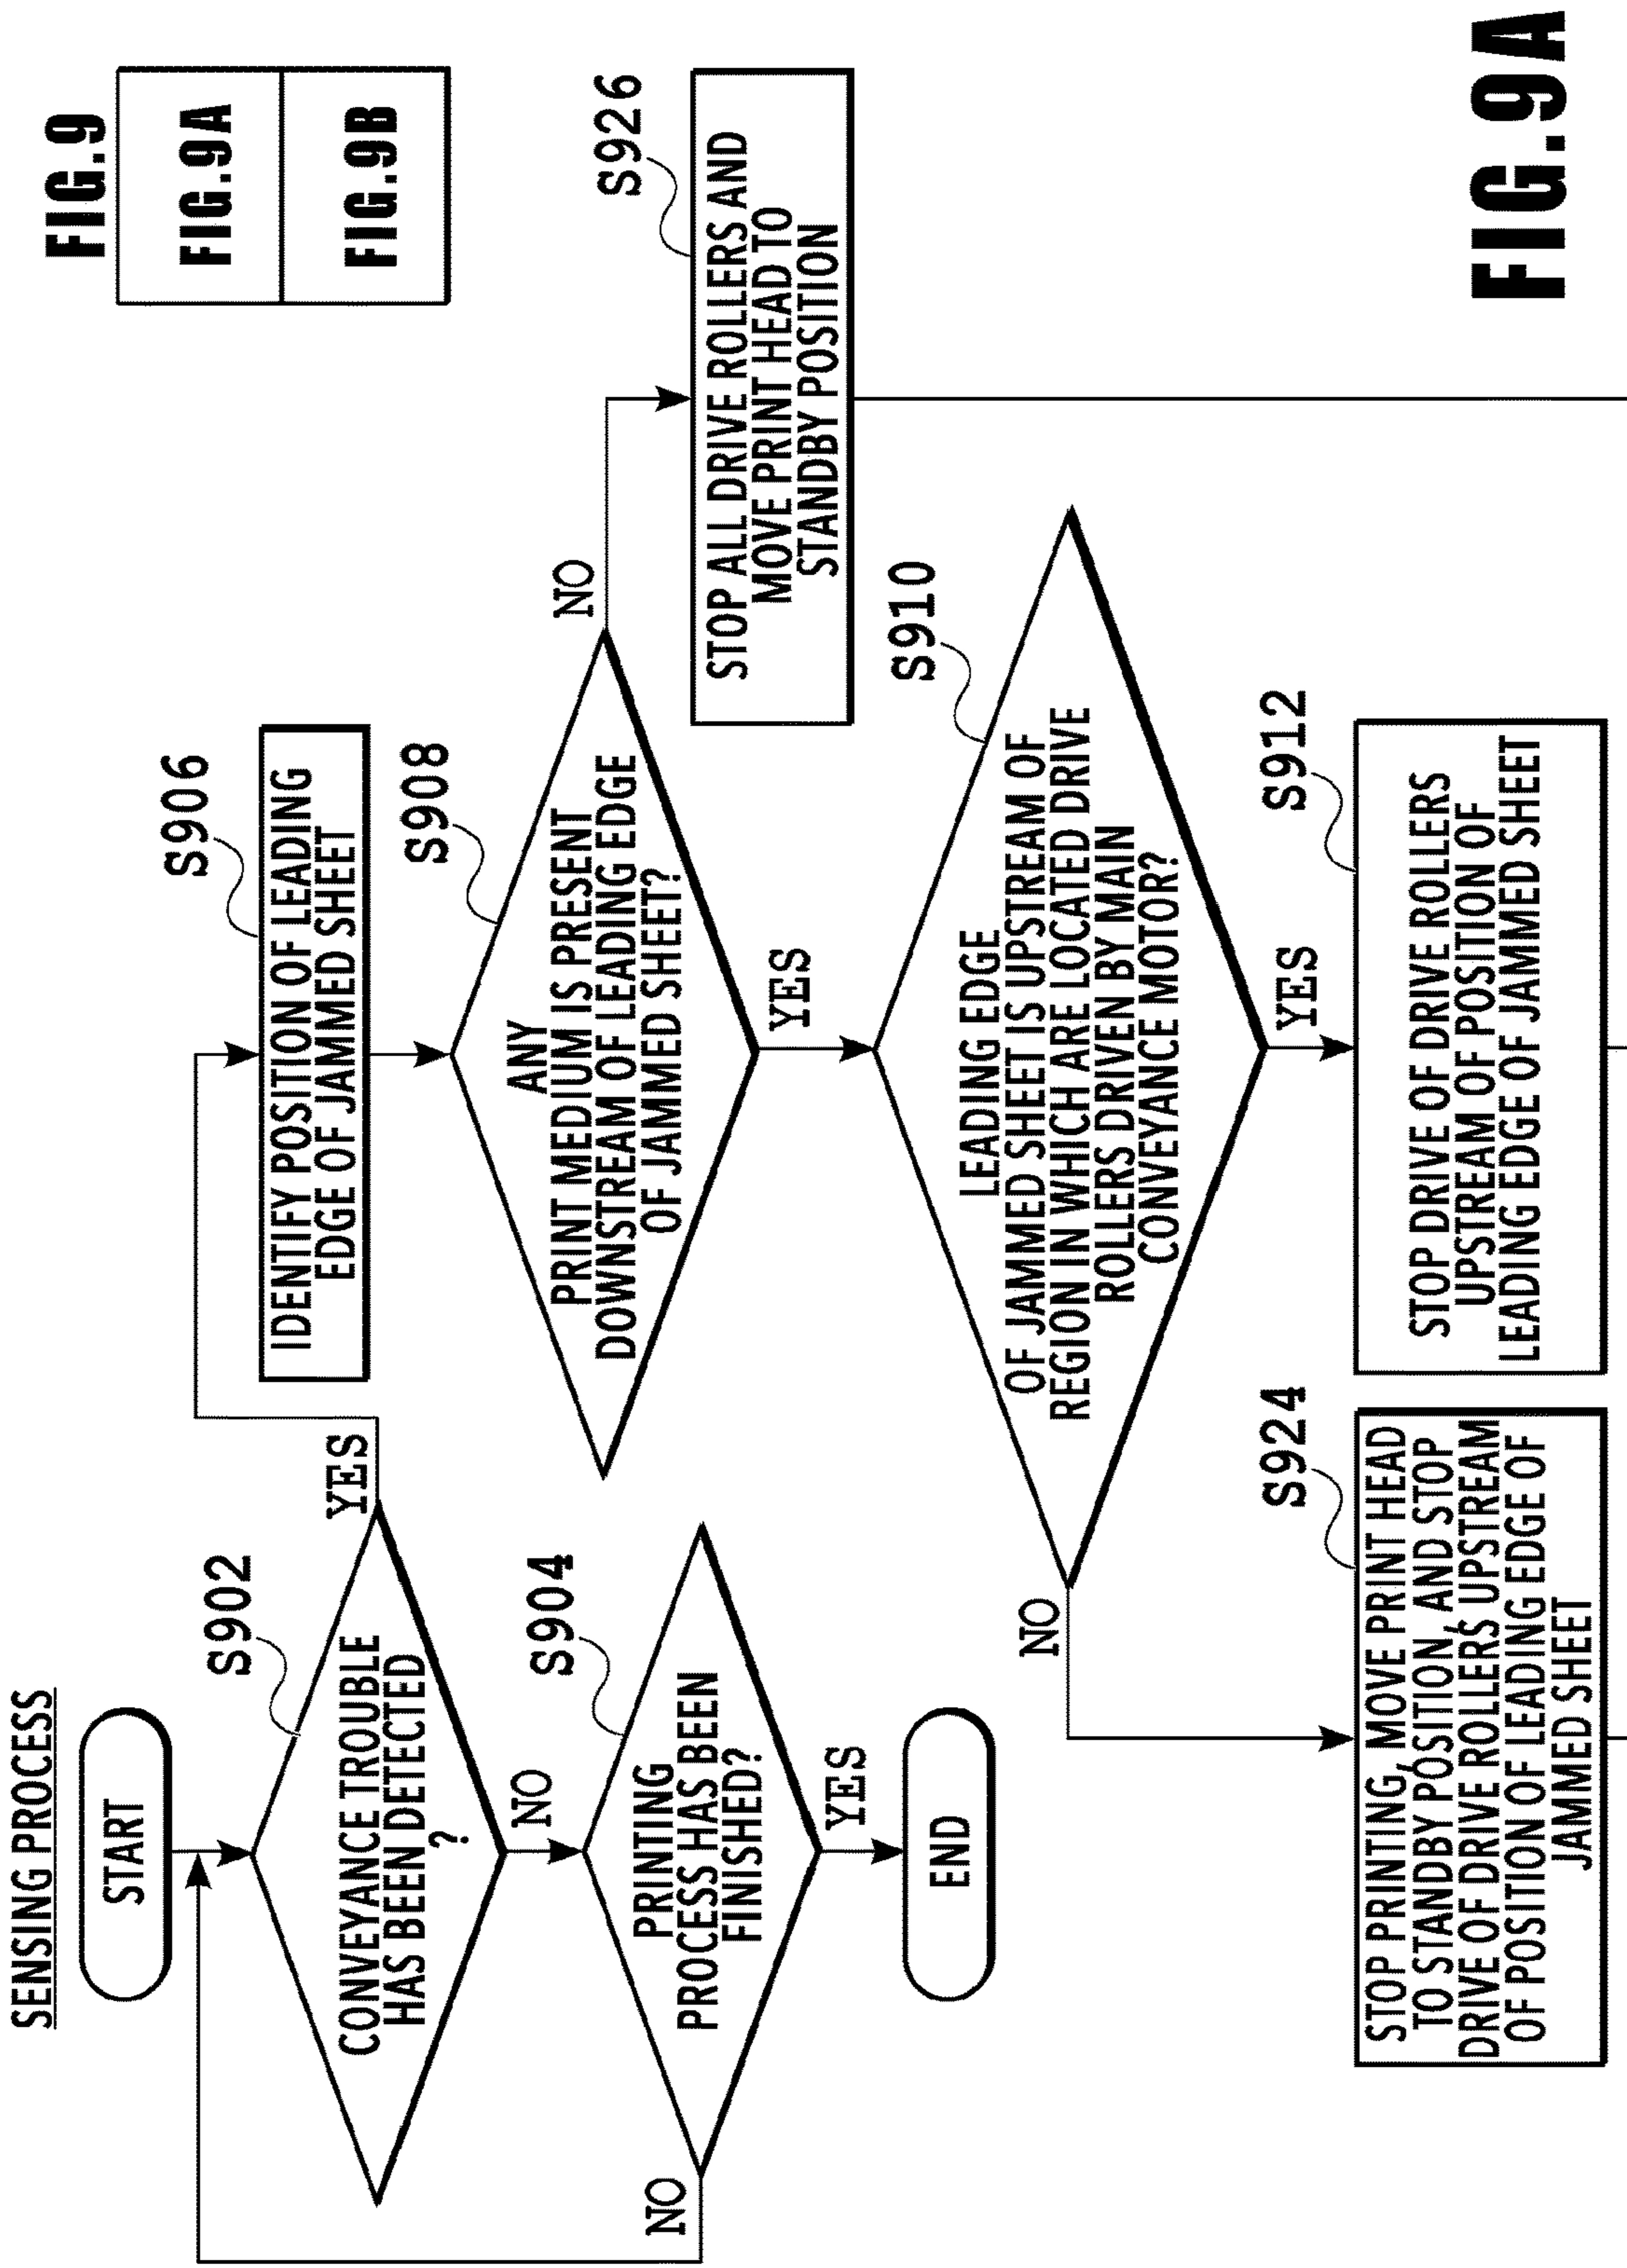 FIG.9
FIG.9A
FIG.9B
SENSING PROCESS
START
S902
CONVEYANCE TROUBLE
HAS BEEN DETECTED
?
YES
NO
S904
PRINTING
PROCESS HAS BEEN
FINISHED?
NO
YES
END
S906
IDENTIFY POSITION OF LEADING
EDGE OF JAMMED SHEET
S908
ANY
PRINT MEDIUM IS PRESENT
DOWNSTREAM OF LEADING EDGE
OF JAMMED SHEET?
NO
YES
S926
STOP ALL DRIVE ROLLERS AND
MOVE PRINT HEAD TO
STANDBY POSITION
S910
LEADING EDGE
OF JAMMED SHEET IS UPSTREAM OF
REGION IN WHICH ARE LOCATED DRIVE
ROLLERS DRIVEN BY MAIN
CONVEYANCE MOTOR?
NO
YES
S924
STOP PRINTING, MOVE PRINT HEAD
TO STANDBY POSITION, AND STOP
DRIVE OF DRIVE ROLLERS UPSTREAM
OF POSITION OF LEADING EDGE OF
JAMMED SHEET
S912
STOP DRIVE OF DRIVE ROLLERS
UPSTREAM OF POSITION OF
LEADING EDGE OF JAMMED SHEET
FIG.9A